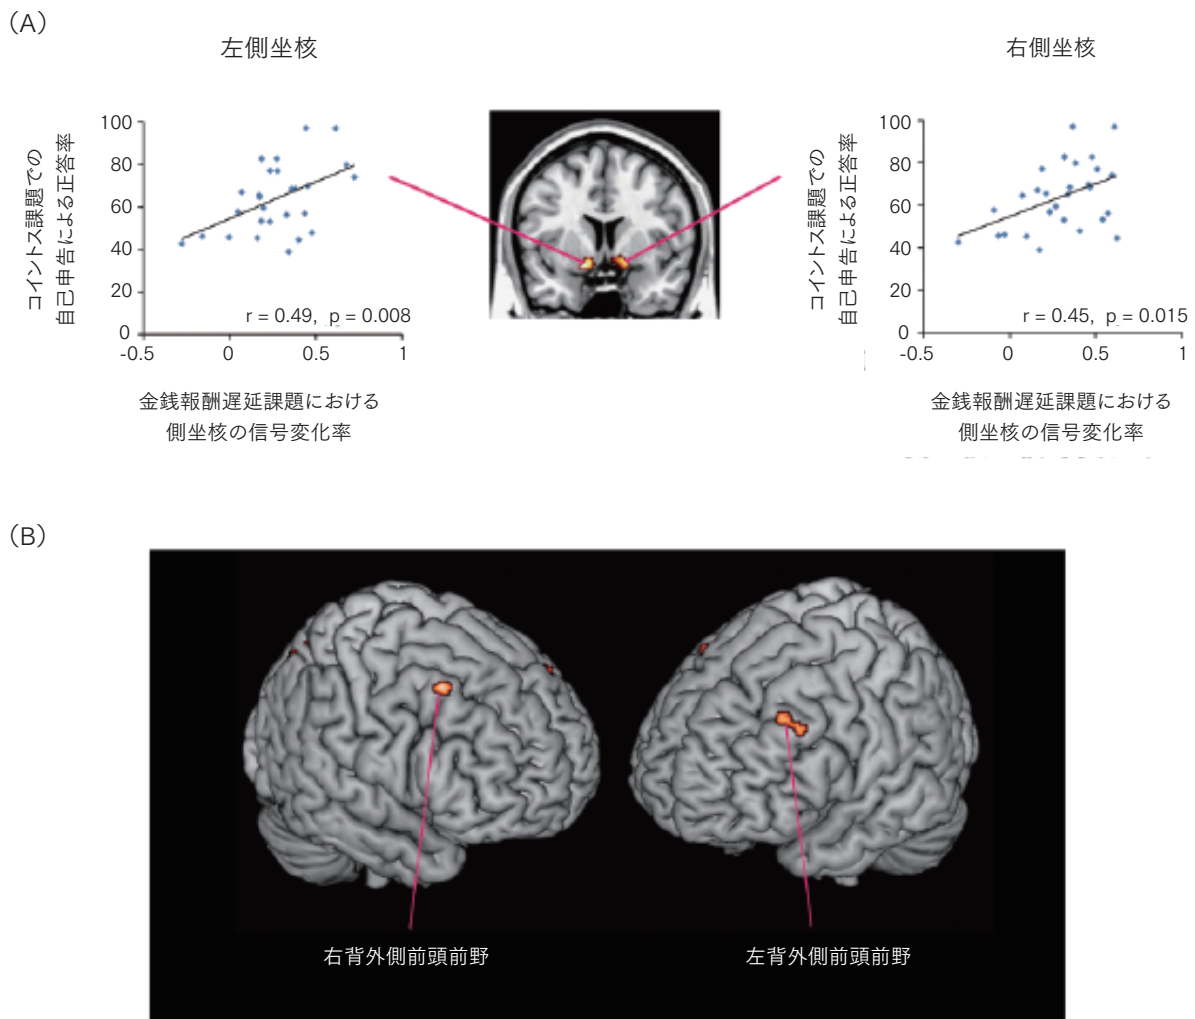 （A）
左側坐核
右側坐核
コイントス課題での
自己申告による正答率
100
80
60
40
20
0
-0.5
0
0.5
1
r = 0.49, p = 0.008
金銭報酬遅延課題における
側坐核の信号変化率
コイントス課題での
自己申告による正答率
100
80
60
40
20
0
-0.5
0
0.5
1
r = 0.45, p = 0.015
金銭報酬遅延課題における
側坐核の信号変化率
（B）
右背外側前頭前野
左背外側前頭前野